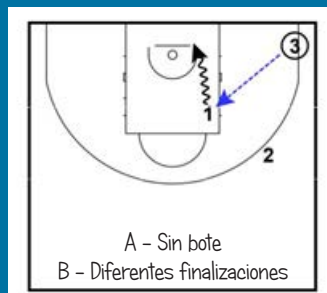 3
1
2
A – Sin bote
B – Diferentes finalizaciones